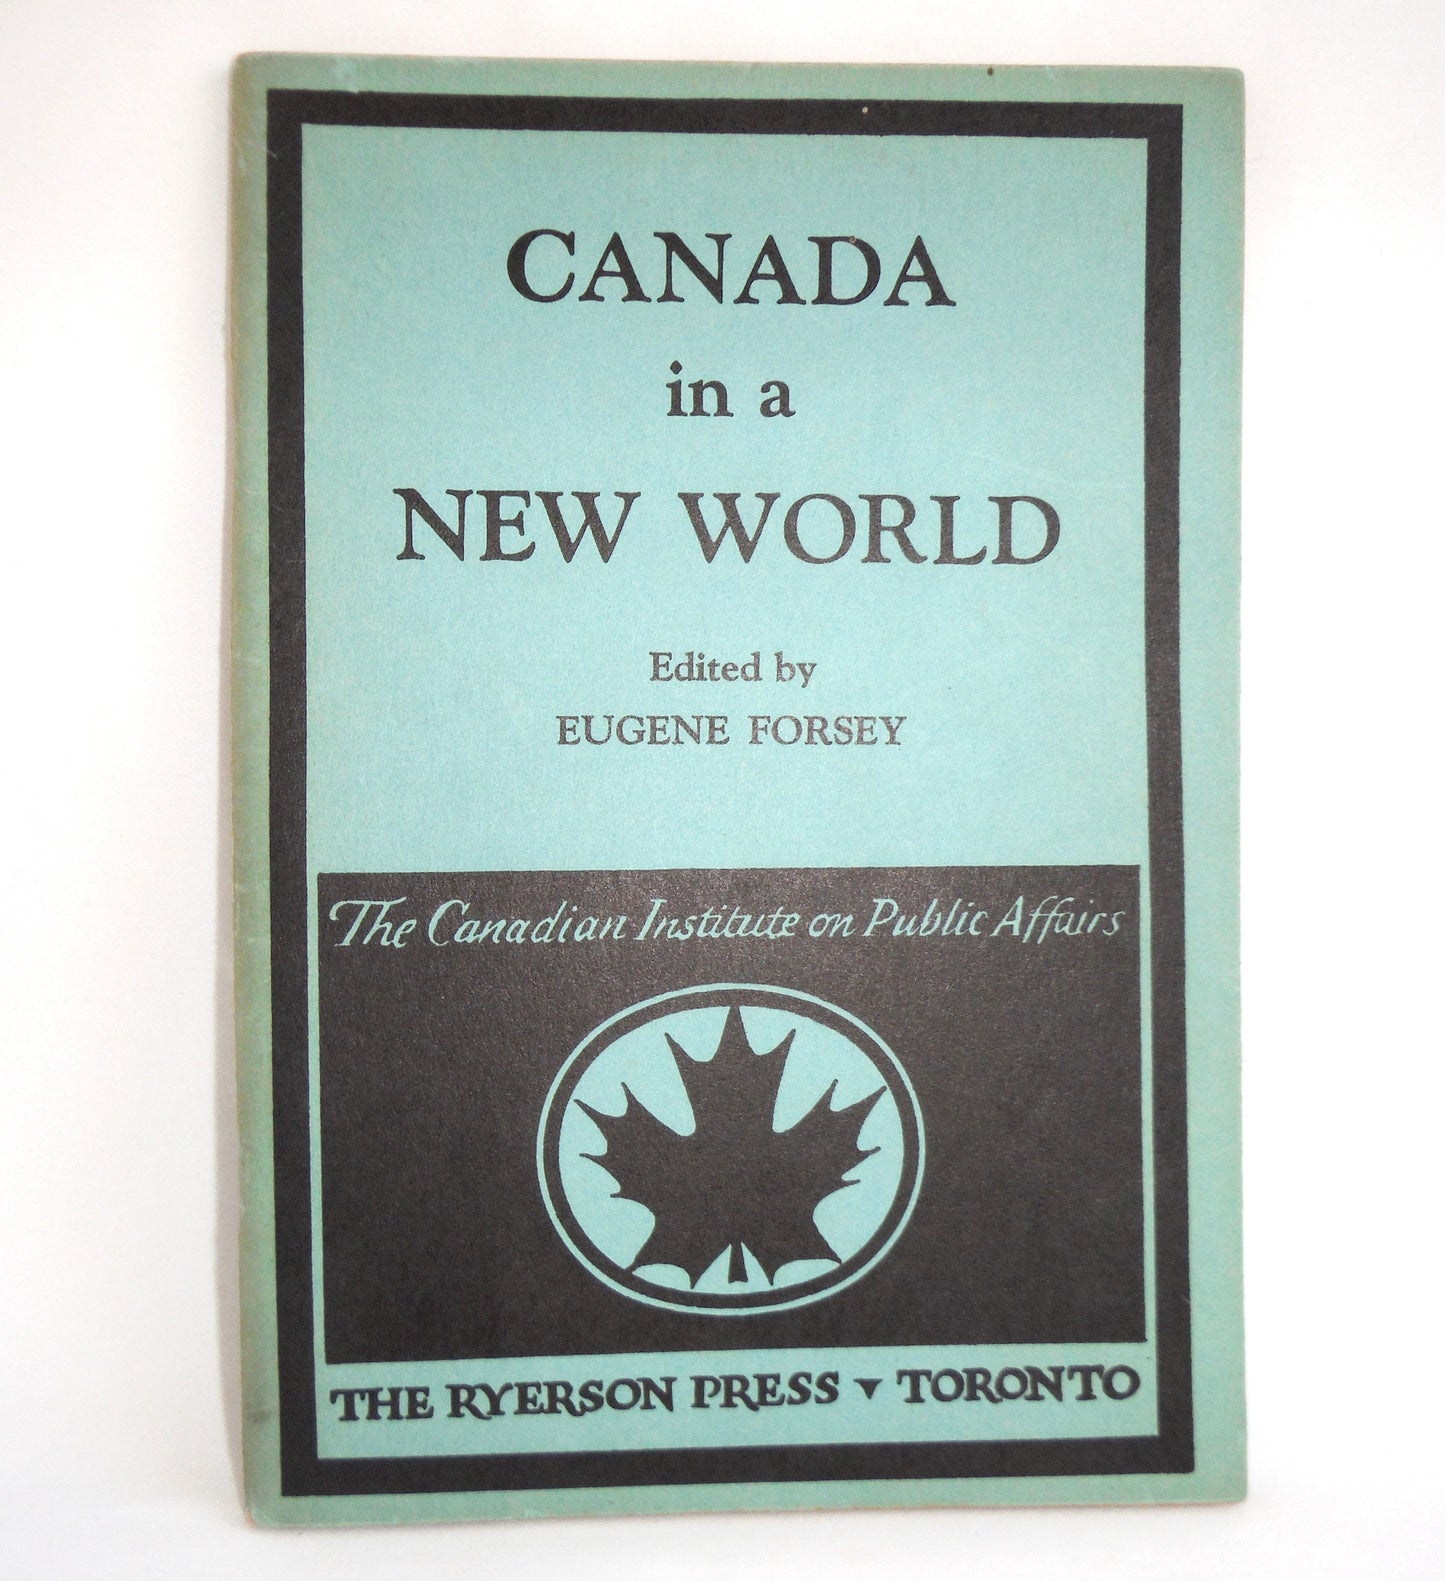 CANADA
in a
NEW WORLD
Edited by
EUGENE FORSEY
The Canadian Institute on Public Affairs
THE RYERSON PRESS ▾ TORONTO